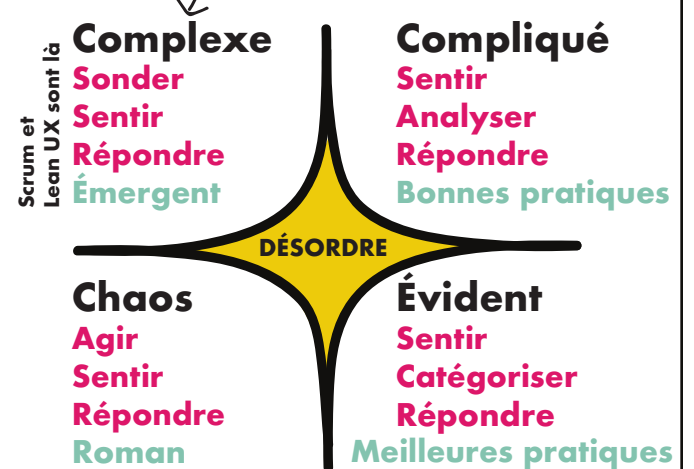 Scrum et
Lean UX sont là
Complexe
Sonder
Sentir
Répondre
Émergent
Compliqué
Sentir
Analyser
Répondre
Bonnes pratiques
DÉSORDRE
Chaos
Agir
Sentir
Répondre
Roman
Évident
Sentir
Catégoriser
Répondre
Meilleures pratiques